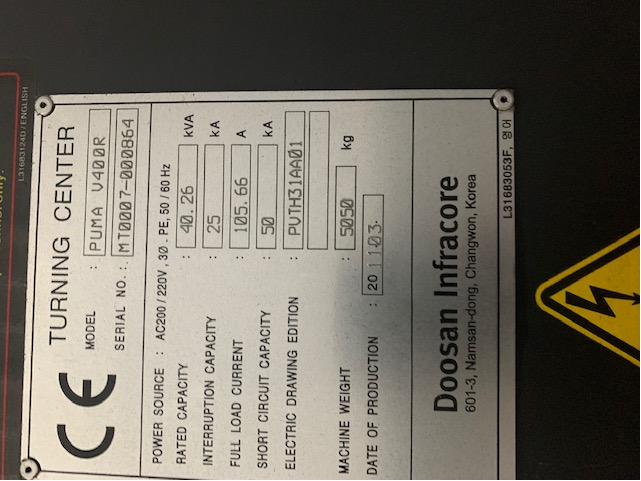 L31683124D / ENGLISH
CE
TURNING CENTER
MODEL : PUMA V400R
SERIAL NO. : MT0007-000864
POWER SOURCE : AC200 / 220V, 3Ø . PE, 50 / 60 Hz
RATED CAPACITY : 40.26 kVA
INTERRUPTION CAPACITY : 25 kA
FULL LOAD CURRENT : 105.66 A
SHORT CIRCUIT CAPACITY : 50 kA
ELECTRIC DRAWING EDITION : PVTH31AA01
MACHINE WEIGHT : 5050 kg
DATE OF PRODUCTION : 20 11.03.
Doosan Infracore
601-3, Namsan-dong, Changwon, Korea
L31683053F, 영어